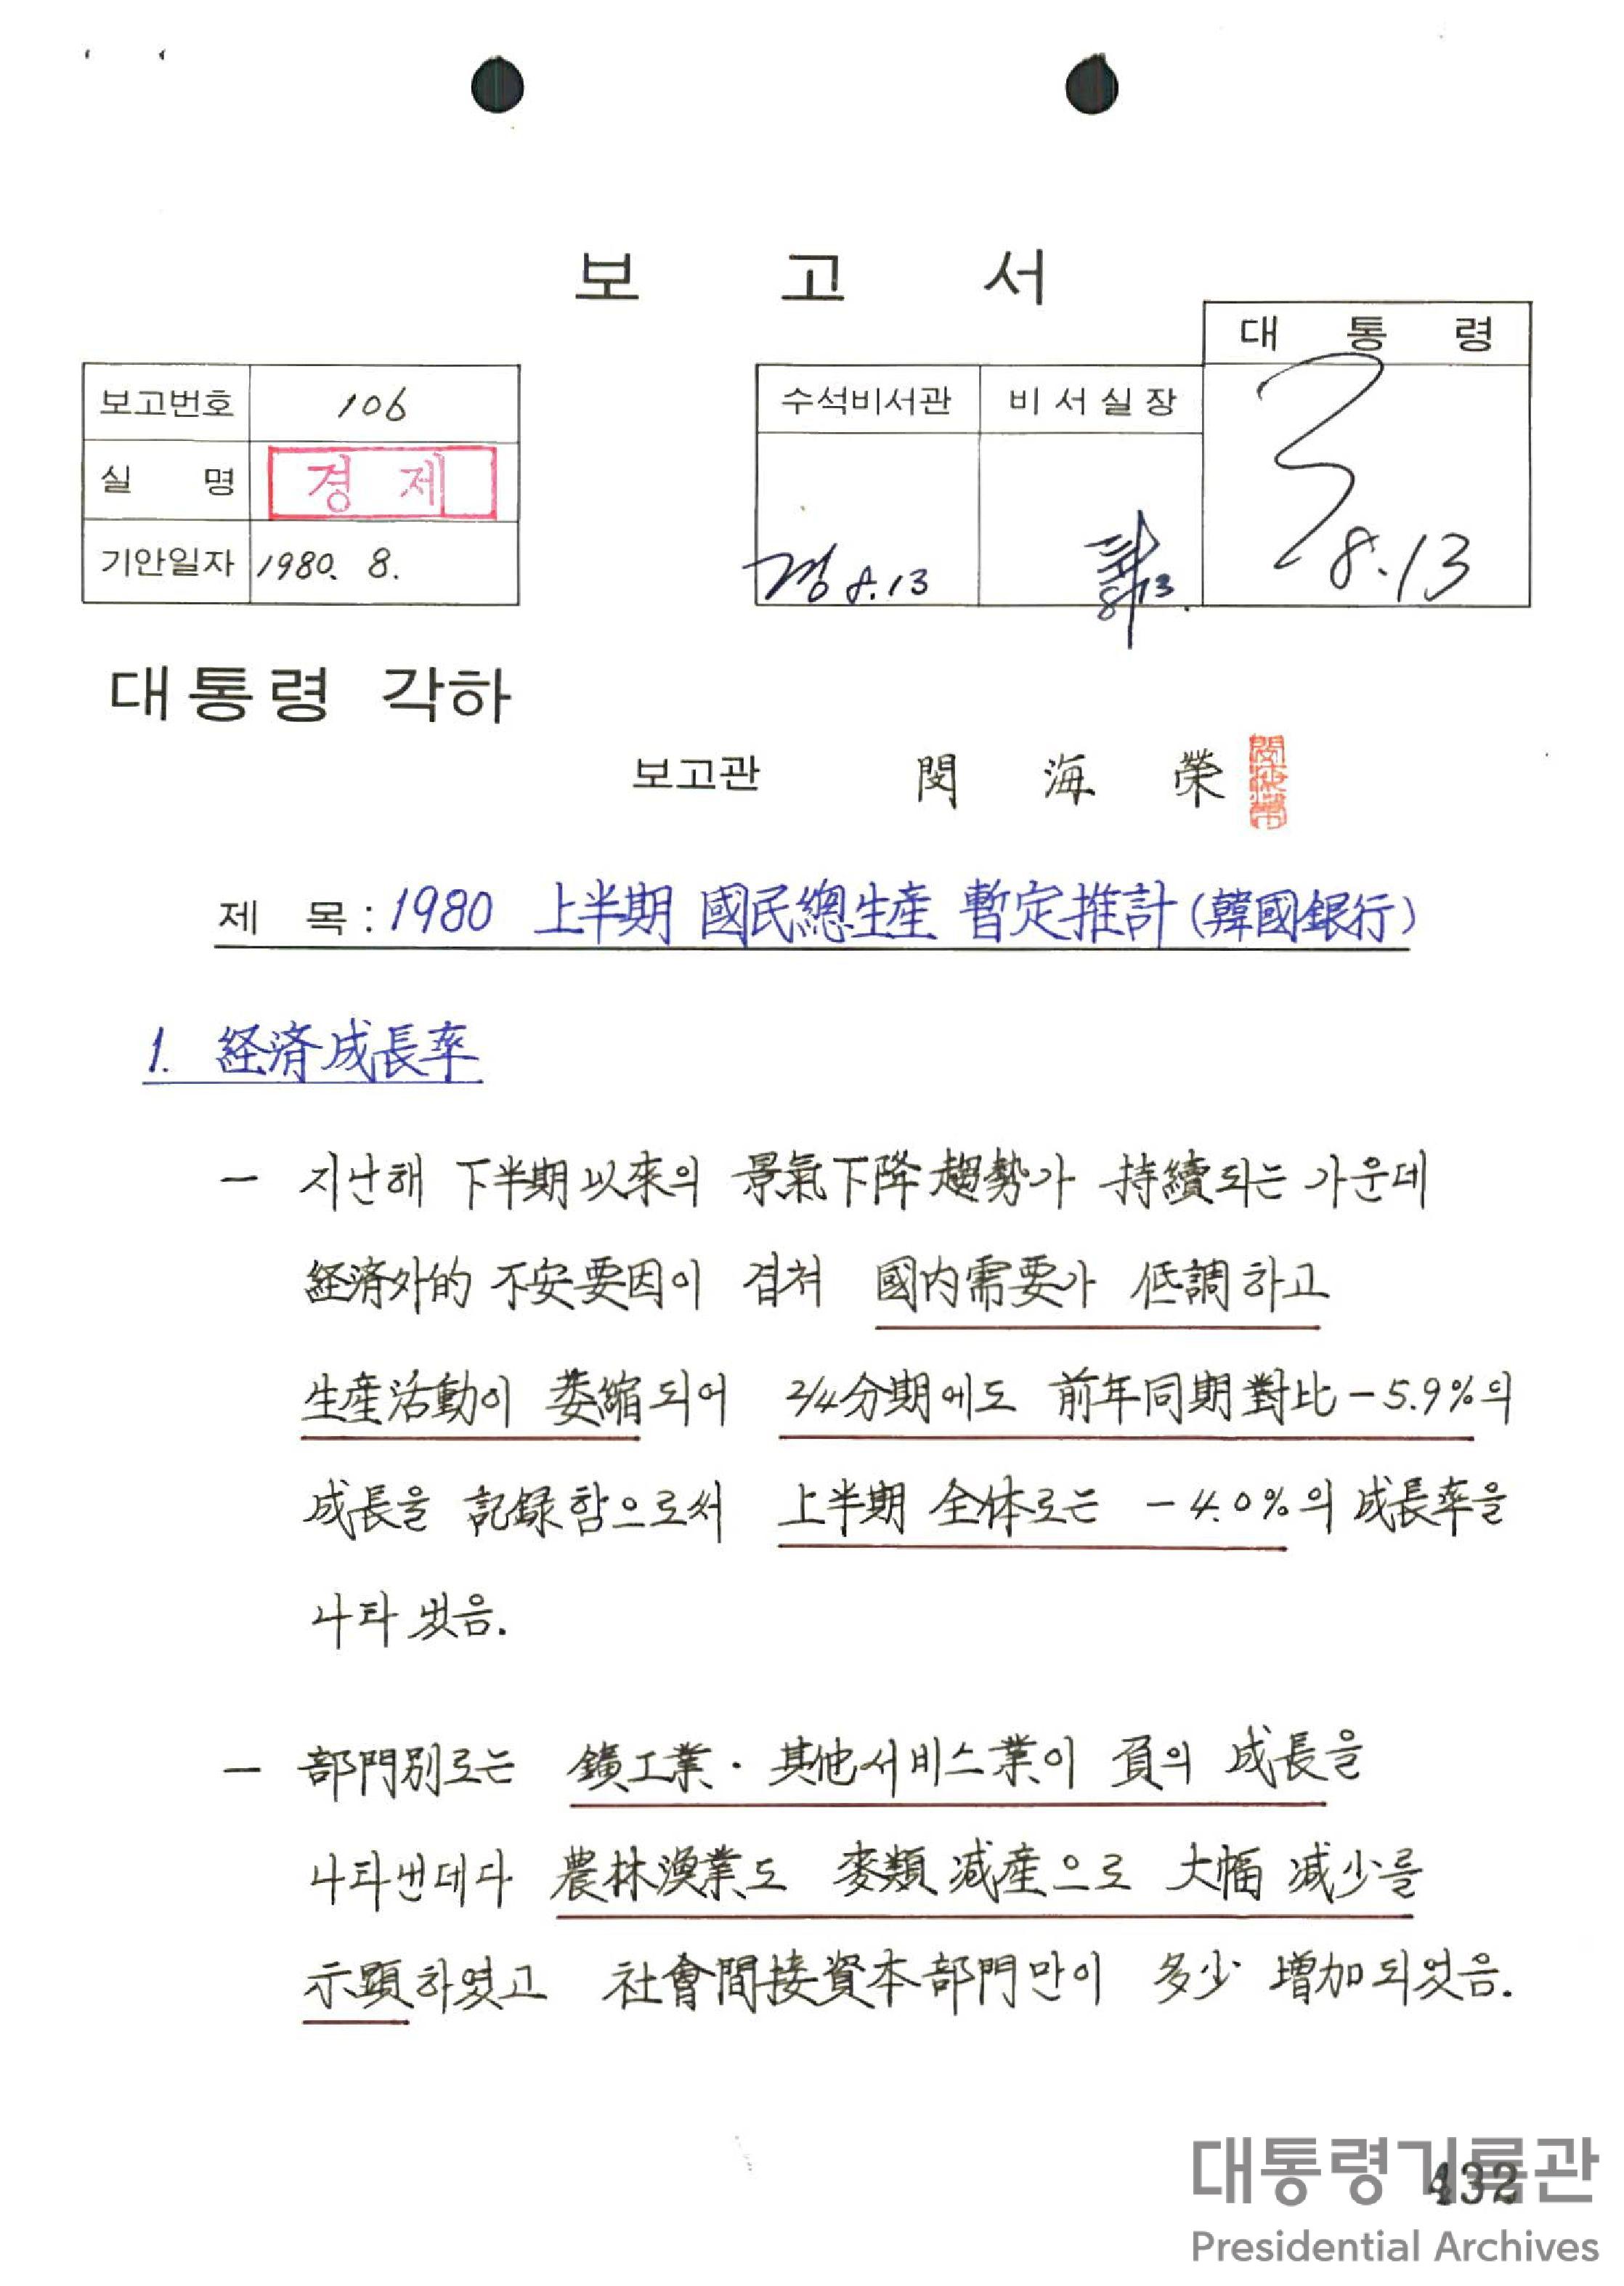 보 고 서
대 통 령
보고번호 106
수석비서관 비서실장
실 명 경 제
기안일자 1980. 8.
8.13
8.13
8.13
대통령 각하
보고관 閔 海 榮
제 목 : 1980 上半期 國民總生産 暫定推計 (韓國銀行)
1. 経済成長率
- 지난해 下半期以來의 景氣下降趨勢가 持續되는 가운데
経済外的 不安要因이 겹쳐 國内需要가 低調하고
生産活動이 萎縮되어 2/4分期에도 前年同期對比 -5.9%의
成長을 記録함으로써 上半期 全体로는 -4.0%의 成長率을
나타냈음.
- 部門別로는 鑛工業·其他서비스業이 負의 成長을
나타낸데다 農林漁業도 麥類減産으로 大幅 減少를
示顕하였고 社會間接資本部門만이 多少 增加되었음.
432
대통령기록관
Presidential Archives